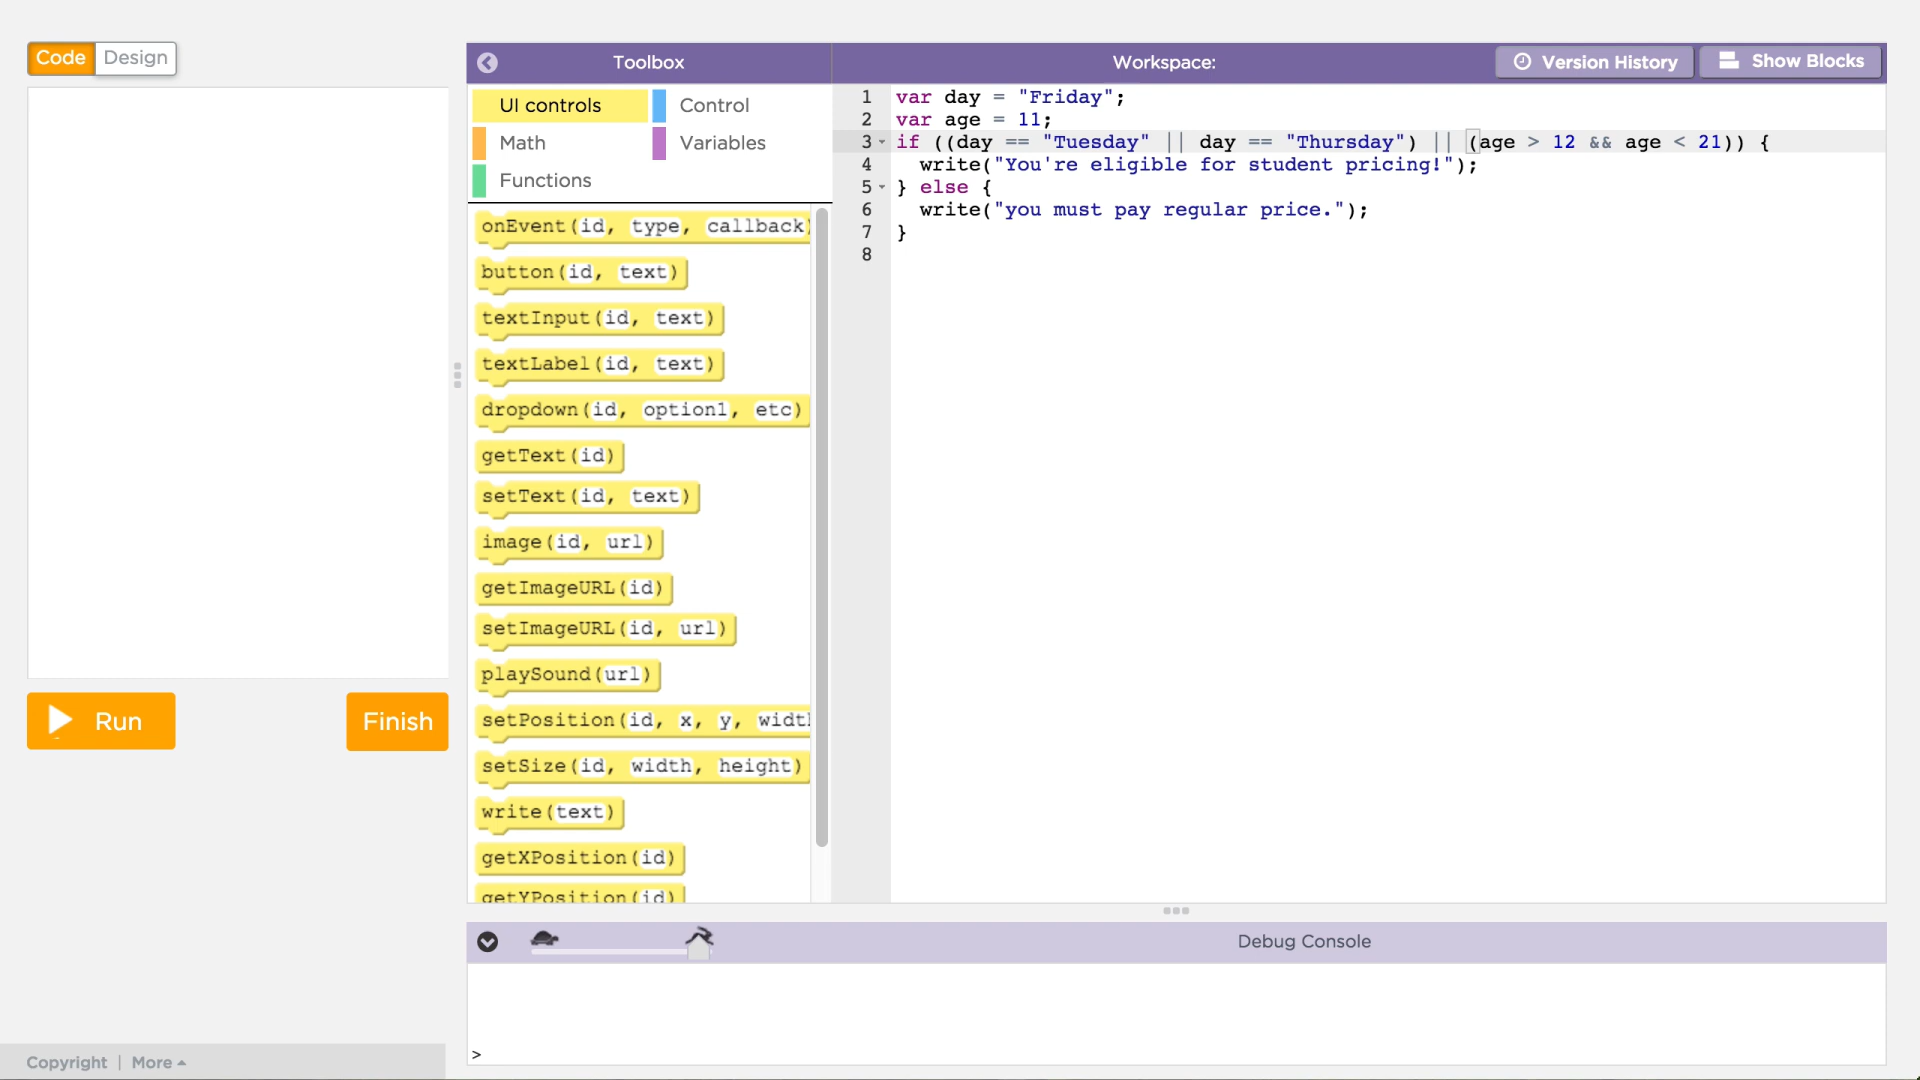 Code Design
Toolbox
Workspace:
Version History
Show Blocks
UI controls
Control
Math
Variables
Functions
onEvent(id, type, callback)
button(id, text)
textInput(id, text)
textLabel(id, text)
dropdown(id, option1, etc)
getText(id)
setText(id, text)
image(id, url)
getImageURL(id)
setImageURL(id, url)
playSound(url)
setPosition(id, x, y,
setSize(id, width, height)
write(text)
getXPosition(id)
getYPosition(id)
1 var day = "Friday";
2 var age = 11;
3 if ((day == "Tuesday" || day == "Thursday") || (age > 12 && age < 21)) {
4 write("You're eligible for student pricing!");
5 } else {
6 write("you must pay regular price.");
7 }
8
Run
Finish
Debug Console
>
Copyright | More